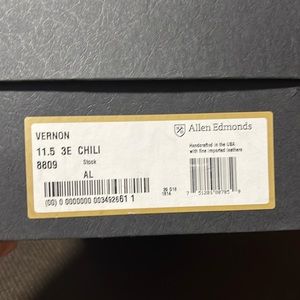 VERNON
11.5 3E CHILI
8809 Stock
AL
Allen Edmonds
Handcrafted in the USA
with fine imported leathers
(00) 0 0000000 003492661 1